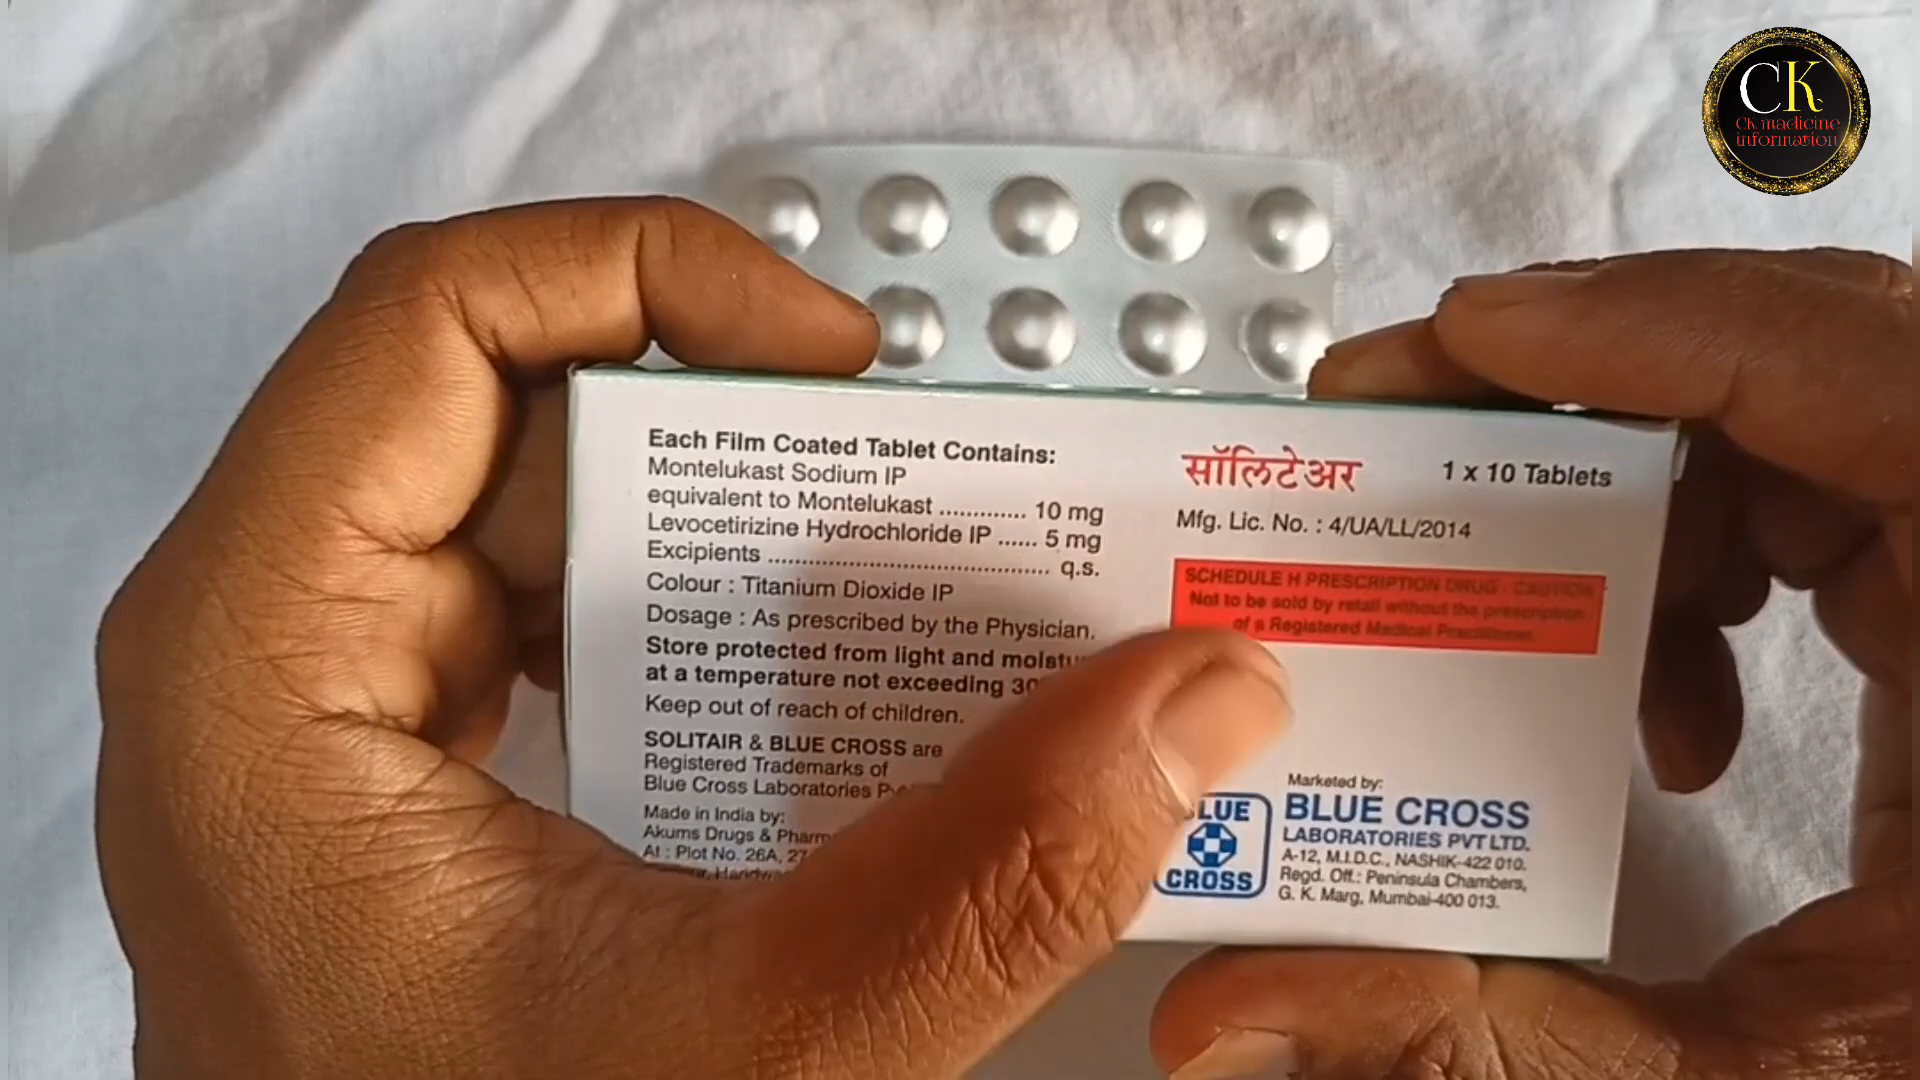 CK
CK madicine
information
Each Film Coated Tablet Contains:
Montelukast Sodium IP
equivalent to Montelukast ............. 10 mg
Levocetirizine Hydrochloride IP ...... 5 mg
Excipients .......................................... q.s.
Colour : Titanium Dioxide IP
Dosage : As prescribed by the Physician.
Store protected from light and
at a temperature not exceeding
Keep out of reach of children.
SOLITAIR & BLUE CROSS are
Registered Trademarks of
Blue Cross Laboratories
Made in India by:
Akums Drugs &
At : Plot No. 26A,
सॉलिटेअर
1 x 10 Tablets
Mfg. Lic. No. : 4/UA/LL/2014
SCHEDULE H PRESCRIPTION DRUG - CAUTION
Not to be sold by retail without the prescription
of a Registered Medical Practitioner.
CROSS
Marketed by:
BLUE CROSS
LABORATORIES PVT LTD.
A-12, M.I.D.C., NASHIK-422 010.
Regd. Off.: Peninsula Chambers,
G. K. Marg, Mumbai-400 013.